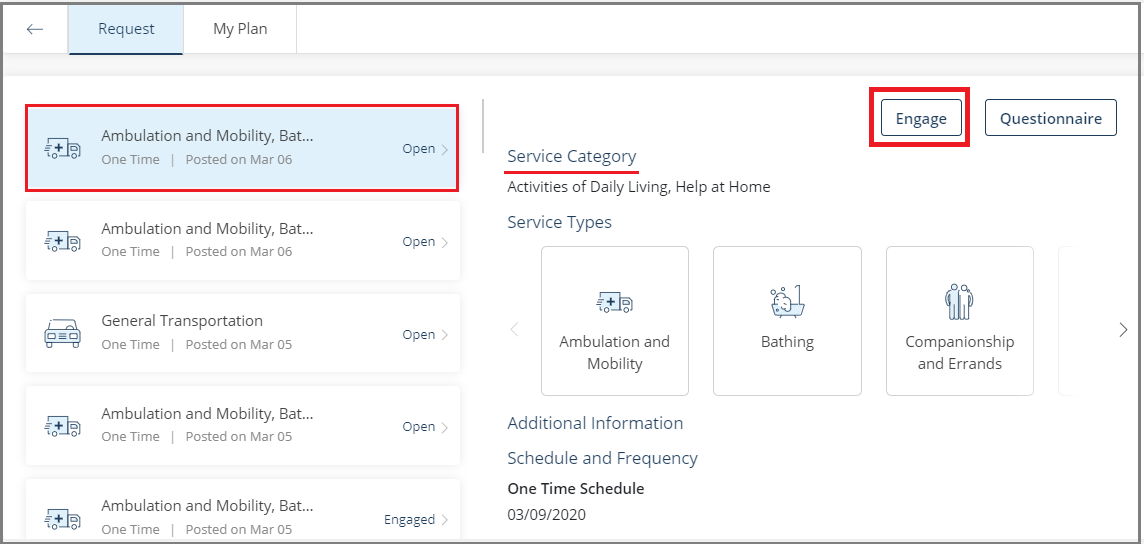 Request
My Plan
Ambulation and Mobility, Bat...
One Time | Posted on Mar 06
Open
Ambulation and Mobility, Bat...
One Time | Posted on Mar 06
Open
General Transportation
One Time | Posted on Mar 05
Open
Ambulation and Mobility, Bat...
One Time | Posted on Mar 05
Open
Ambulation and Mobility, Bat...
One Time | Posted on Mar 05
Engaged
Engage
Questionnaire
Service Category
Activities of Daily Living, Help at Home
Service Types
Ambulation and
Mobility
Bathing
Companionship
and Errands
Additional Information
Schedule and Frequency
One Time Schedule
03/09/2020